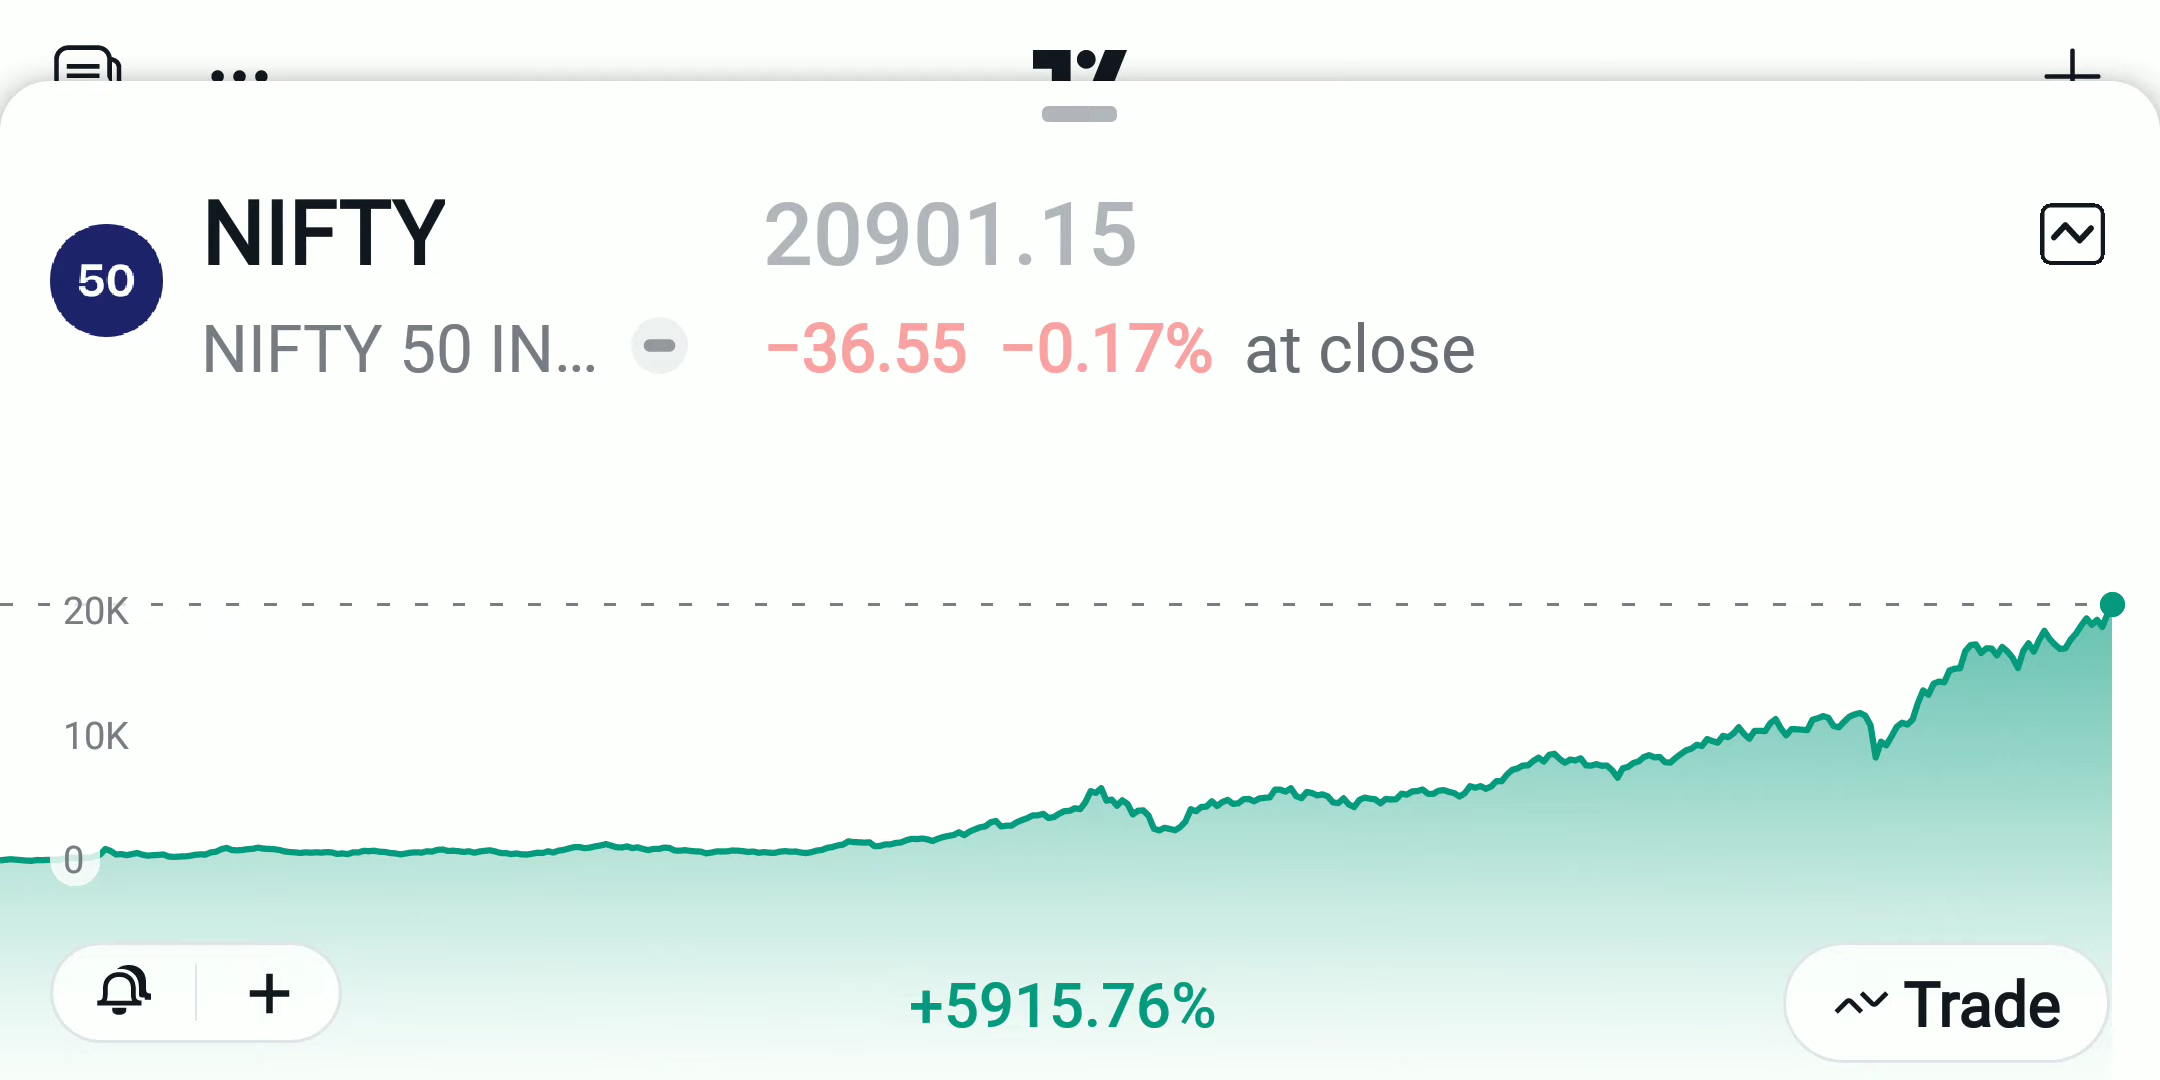 50
NIFTY
20901.15
NIFTY 50 IN...
−36.55 −0.17% at close
20K
10K
0
+5915.76%
Trade